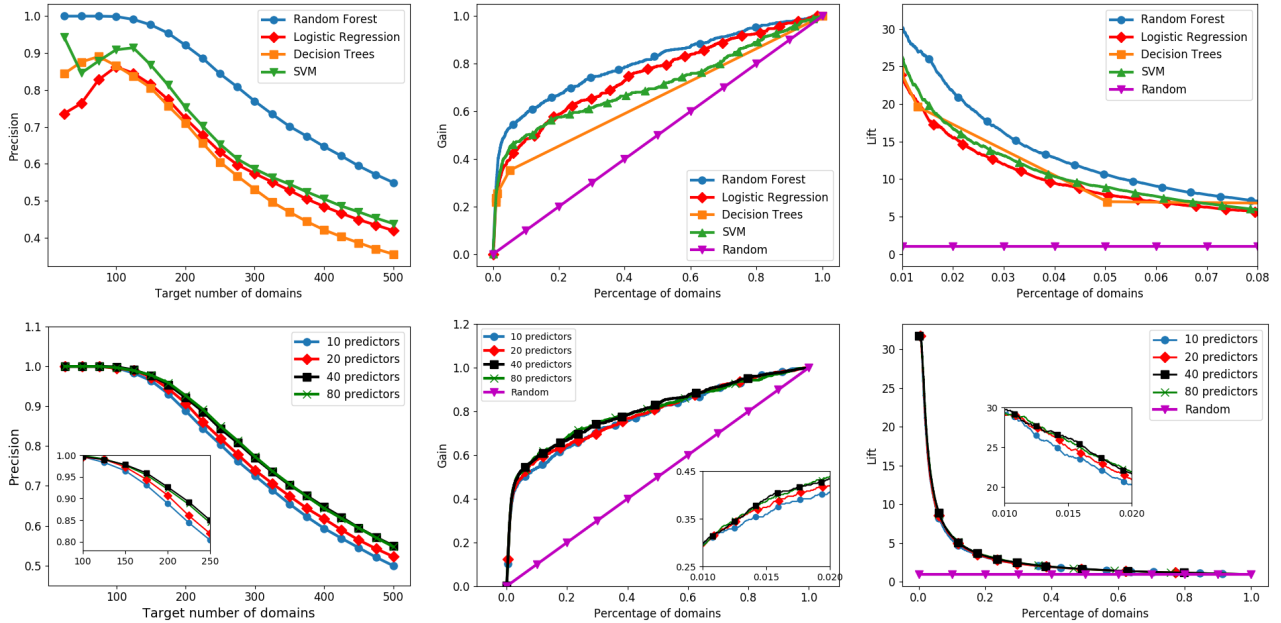 1.0
0.9
0.8
0.7
0.6
0.5
0.4
Precision
100
200
300
400
500
Target number of domains
Random Forest
Logistic Regression
Decision Trees
SVM
1.0
0.8
0.6
0.4
0.2
0.0
Gain
0.0
0.2
0.4
0.6
0.8
1.0
Percentage of domains
Random Forest
Logistic Regression
Decision Trees
SVM
Random
30
25
20
15
10
5
0
Lift
0.01
0.02
0.03
0.04
0.05
0.06
0.07
0.08
Percentage of domains
Random Forest
Logistic Regression
Decision Trees
SVM
Random
1.1
1.0
0.9
0.8
0.7
0.6
0.5
Precision
100
200
300
400
500
Target number of domains
10 predictors
20 predictors
40 predictors
80 predictors
1.00
0.95
0.90
0.85
0.80
100
150
200
250
1.2
1.0
0.8
0.6
0.4
0.2
0.0
Gain
0.0
0.2
0.4
0.6
0.8
1.0
Percentage of domains
10 predictors
20 predictors
40 predictors
80 predictors
Random
0.45
0.35
0.25
0.010
0.015
0.020
35
30
25
20
15
10
5
0
Lift
0.0
0.2
0.4
0.6
0.8
1.0
Percentage of domains
10 predictors
20 predictors
40 predictors
80 predictors
Random
30
25
20
0.010
0.015
0.020